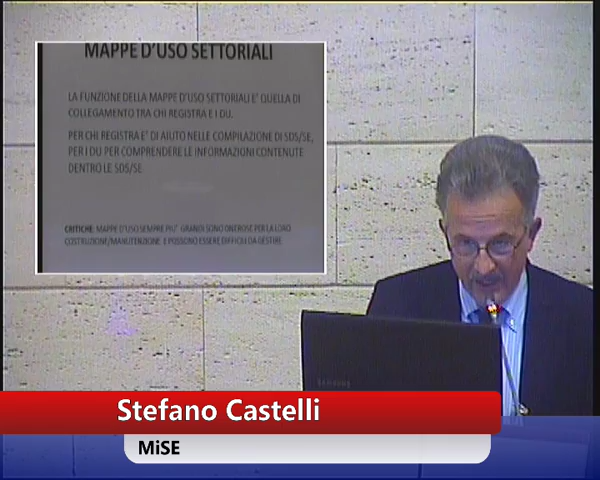 MAPPE D'USO SETTORIALI
LA FUNZIONE DELLA MAPPE D'USO SETTORIALI E' QUELLA DI
COLLEGAMENTO TRA CHI REGISTRA E I DU.
PER CHI REGISTRA E' DI AIUTO NELLE COMPILAZIONE DI SDS/SE,
PER I DU PER COMPRENDERE LE INFORMAZIONI CONTENUTE
DENTRO LE SDS/SE
CRITICHE: MAPPE D'USO SEMPRE PIU' GRANDI SONO ONEROSE PER LA LORO
COSTRUZIONE/MANUTENZIONE E POSSONO ESSERE DIFFICILI DA GESTIRE
Stefano Castelli
MiSE